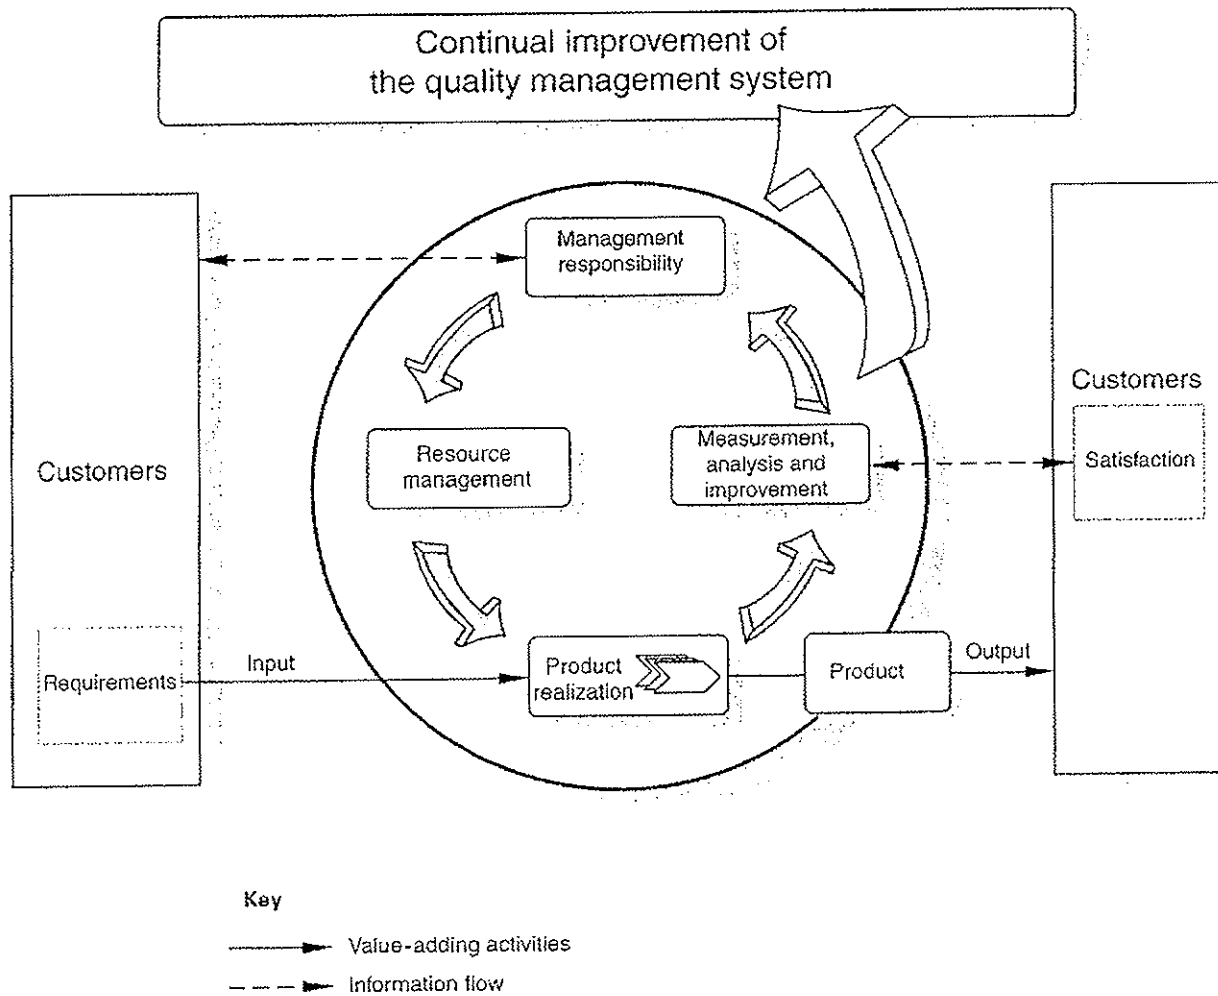 Continual improvement of
the quality management system
Management
responsibility
Customers
Resource
management
Measurement,
analysis and
improvement
Customers
Satisfaction
Requirements
Input
Product
realization
Product
Output
Key
Value-adding activities
Information flow